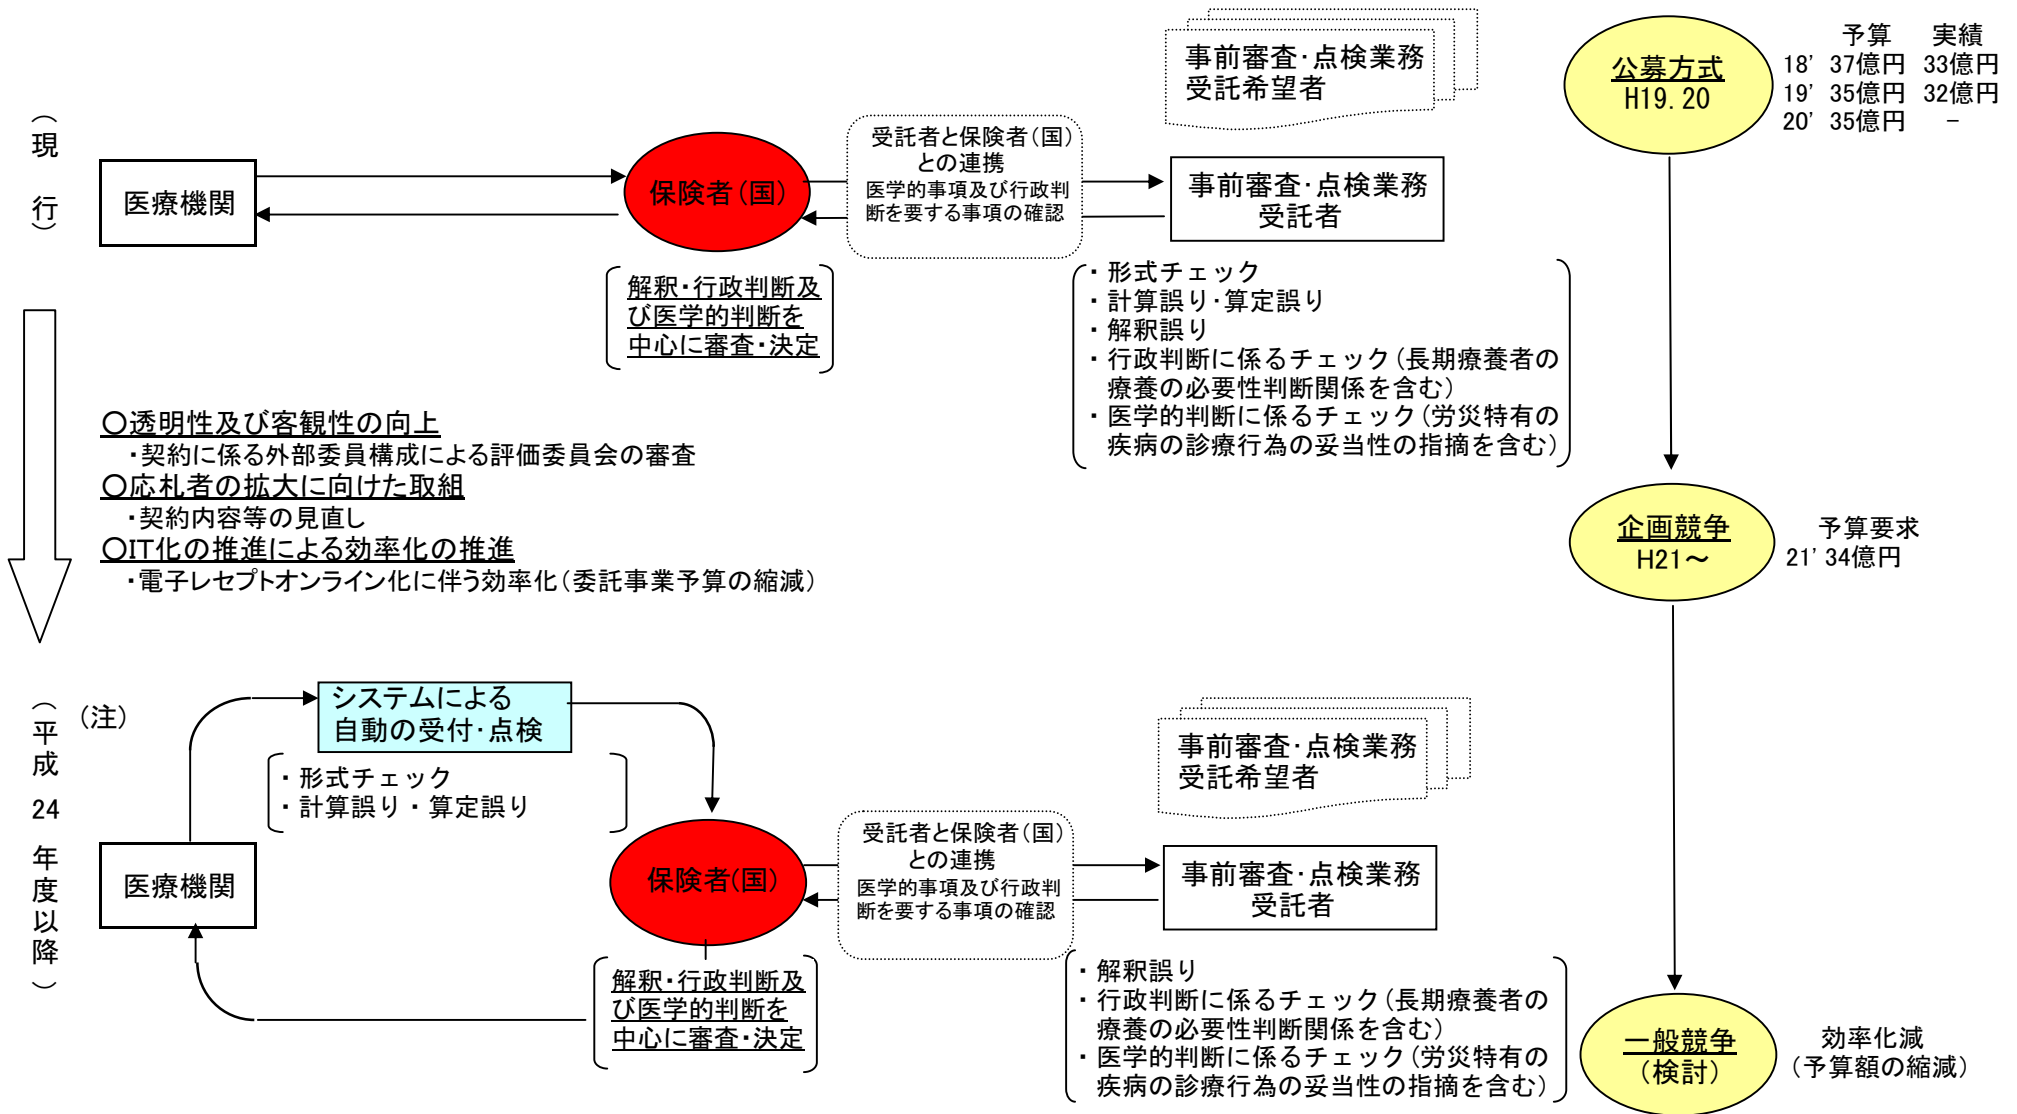 （現行）
医療機関
保険者（国）
解釈・行政判断及
び医学的判断を
中心に審査・決定
受託者と保険者（国）
との連携
医学的事項及び行政判
断を要する事項の確認
事前審査・点検業務
受託希望者
事前審査・点検業務
受託者
・形式チェック
・計算誤り・算定誤り
・解釈誤り
・行政判断に係るチェック（長期療養者の
療養の必要性判断関係を含む）
・医学的判断に係るチェック（労災特有の
疾病の診療行為の妥当性の指摘を含む）
公募方式
H19.20
予算　実績
18' 37億円 33億円
19' 35億円 32億円
20' 35億円 －
〇透明性及び客観性の向上
・契約に係る外部委員構成による評価委員会の審査
〇応札者の拡大に向けた取組
・契約内容等の見直し
〇IT化の推進による効率化の推進
・電子レセプトオンライン化に伴う効率化（委託事業予算の縮減）
企画競争
H21～
予算要求
21' 34億円
（平成24年度以降）
（注）
システムによる
自動の受付・点検
・形式チェック
・計算誤り・算定誤り
医療機関
保険者（国）
解釈・行政判断及
び医学的判断を
中心に審査・決定
受託者と保険者（国）
との連携
医学的事項及び行政判
断を要する事項の確認
事前審査・点検業務
受託希望者
事前審査・点検業務
受託者
・解釈誤り
・行政判断に係るチェック（長期療養者の
療養の必要性判断関係を含む）
・医学的判断に係るチェック（労災特有の
疾病の診療行為の妥当性の指摘を含む）
一般競争
（検討）
効率化減
（予算額の縮減）